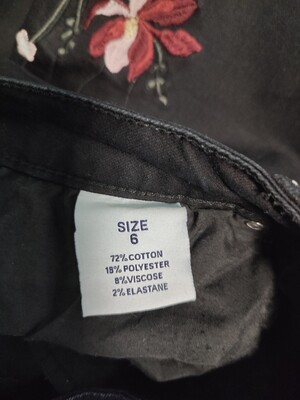 SIZE
6
72% COTTON
18% POLYESTER
8% VISCOSE
2% ELASTANE